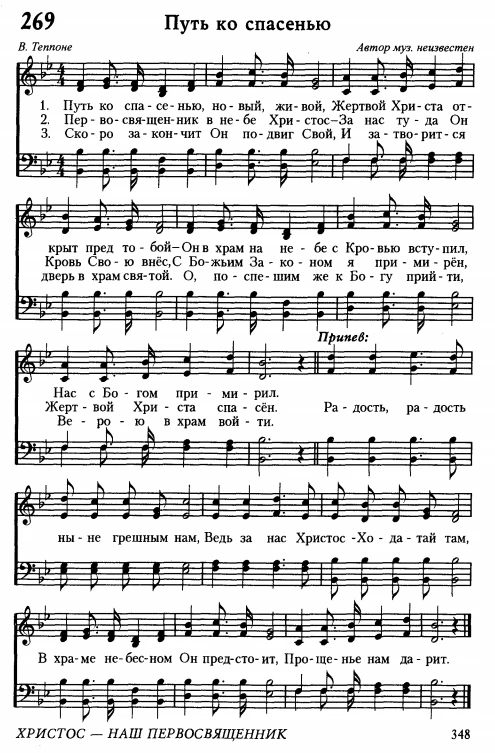 269 Путь ко спасенью
В. Теппоне Автор муз. неизвестен
1. Путь ко спа - се - нью, но - вый, жи - вой, Жертвой Хри - ста от -
2. Пер - во - свя - щен - ник в не - бе Хри - стос – За нас ту - да Он
3. Ско - ро за - кон - чит Он по - двиг Свой, И за - тво - рит - ся
крыт пред то - бой – Он в храм на не - бе с Кро - вью всту - пил,
Кровь Сво - ю внёс, С Бо - жьим За - ко - ном я при - ми - рён,
дверь в храм свя - той. О, по - спе - шим же к Бо - гу прий - ти,
Припев:
Нас с Бо - гом при - ми - рил.
Жерт - вой Хри - ста спа - сён. Ра - дость, ра - дость
Ве - ро - ю в храм вой - ти.
ны - не грешным нам, Ведь за нас Христос - Хо - да - тай там,
В хра - ме не - бес - ном Он пред - сто - ит, Про - ще - нье нам да - рит.
ХРИСТОС — НАШ ПЕРВОСВЯЩЕННИК 348